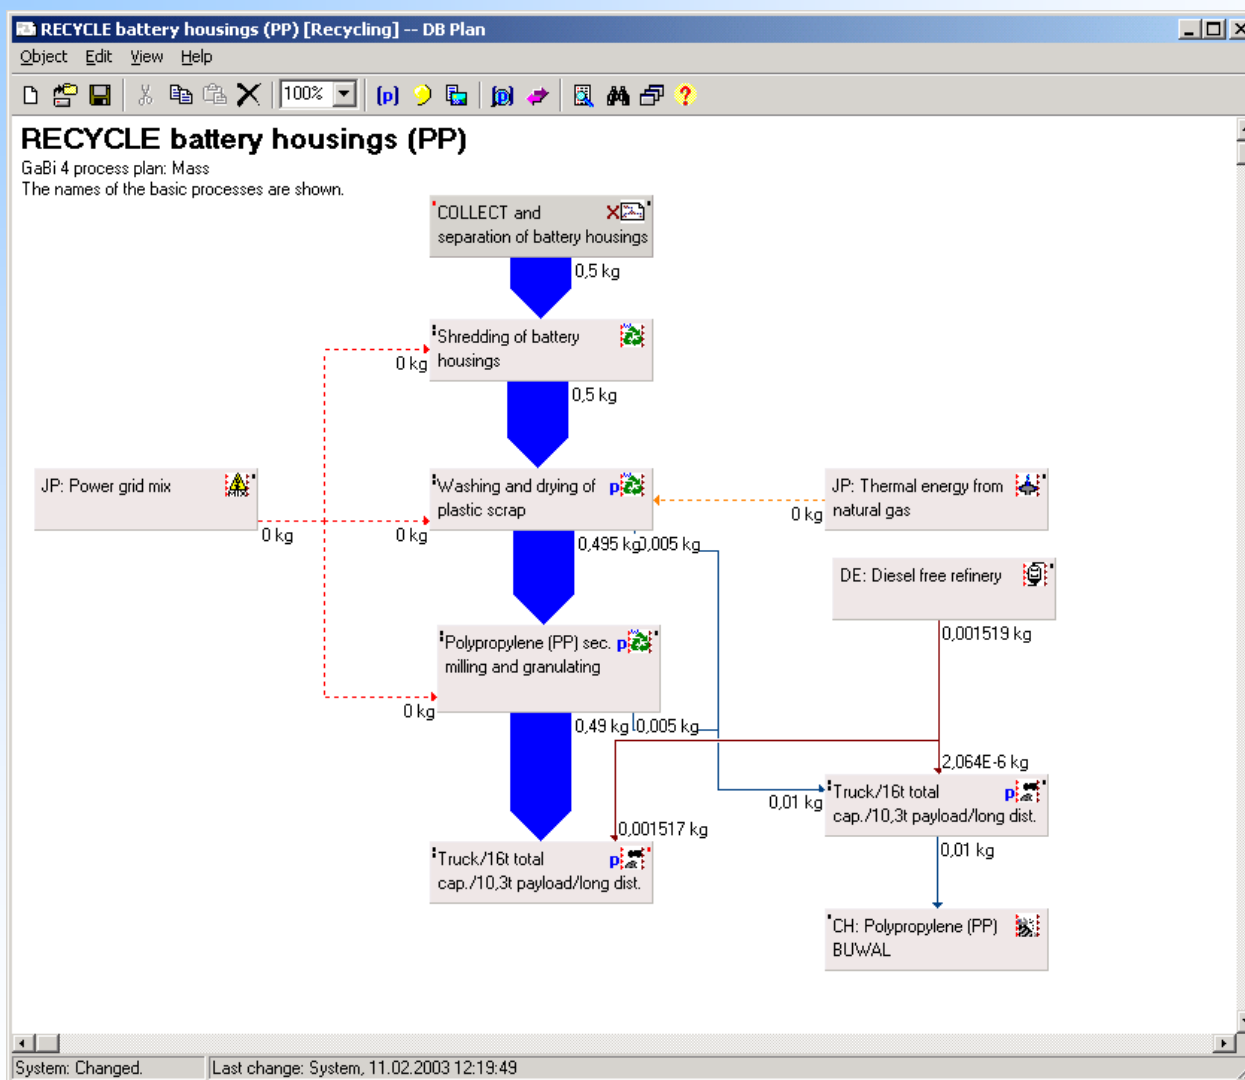 RECYCLE battery housings (PP) [Recycling] -- DB Plan
Object Edit View Help
100%
RECYCLE battery housings (PP)
GaBi 4 process plan: Mass
The names of the basic processes are shown.
COLLECT and
separation of battery housings
0,5 kg
Shredding of battery
housings
0 kg
0,5 kg
JP: Power grid mix
0 kg
Washing and drying of
plastic scrap
0 kg
JP: Thermal energy from
natural gas
0 kg
0,495 kg
0,005 kg
DE: Diesel free refinery
0,001519 kg
Polypropylene (PP) sec.
milling and granulating
0 kg
0,49 kg
0,005 kg
2,064E-6 kg
Truck/16t total
cap./10,3t payload/long dist.
0,01 kg
0,001517 kg
Truck/16t total
cap./10,3t payload/long dist.
0,01 kg
CH: Polypropylene (PP)
BUWAL
System: Changed.
Last change: System, 11.02.2003 12:19:49